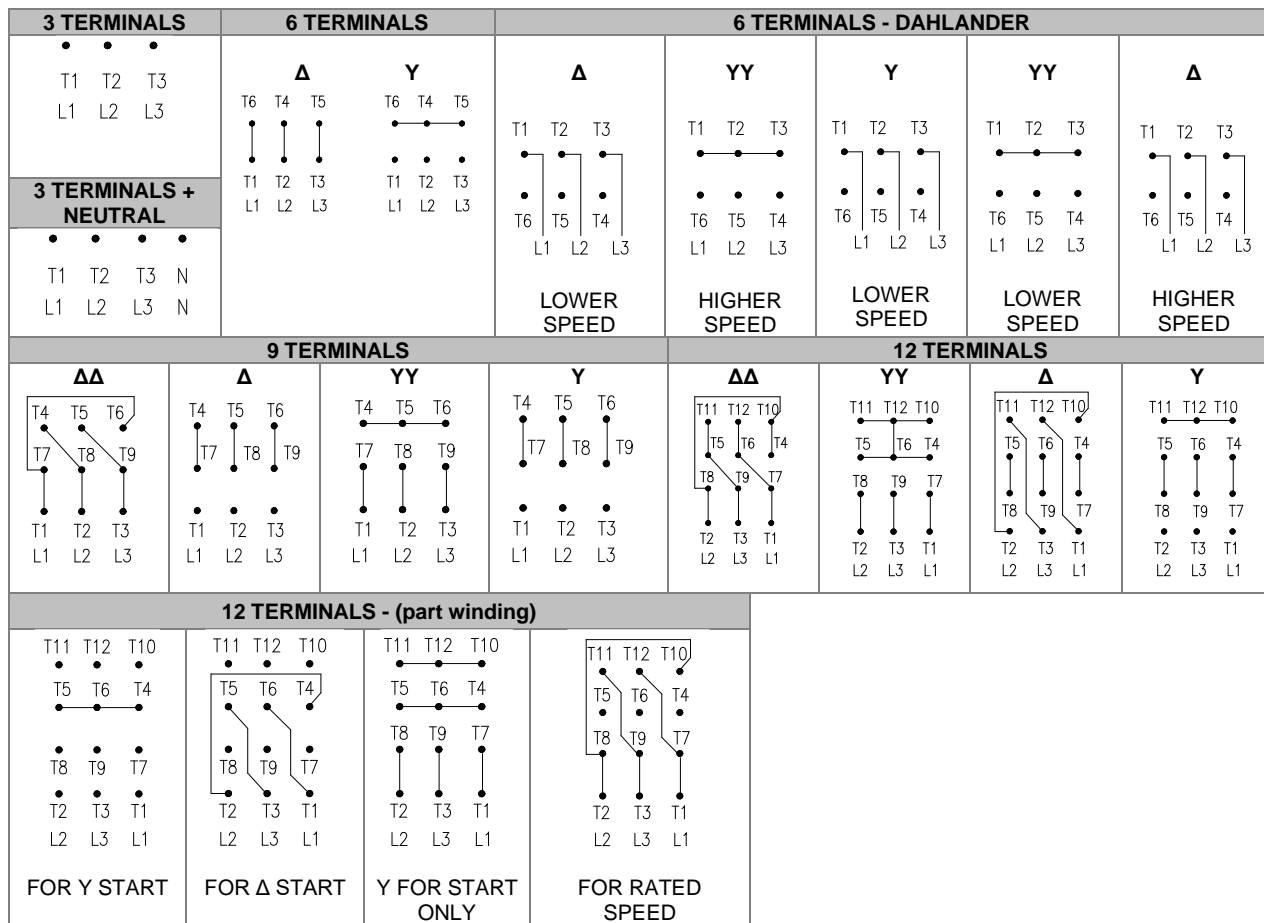 3 TERMINALS
T1 T2 T3
L1 L2 L3
3 TERMINALS +
NEUTRAL
T1 T2 T3 N
L1 L2 L3 N
6 TERMINALS
Δ
T6 T4 T5
T1 T2 T3
L1 L2 L3
Y
T6 T4 T5
T1 T2 T3
L1 L2 L3
6 TERMINALS - DAHLANDER
Δ
T1 T2 T3
T6 T5 T4
L1 L2 L3
LOWER
SPEED
YY
T1 T2 T3
T6 T5 T4
L1 L2 L3
HIGHER
SPEED
Y
T1 T2 T3
T6 T5 T4
L1 L2 L3
LOWER
SPEED
YY
T1 T2 T3
T6 T5 T4
L1 L2 L3
LOWER
SPEED
Δ
T1 T2 T3
T6 T5 T4
L1 L2 L3
HIGHER
SPEED
9 TERMINALS
ΔΔ
T4 T5 T6
T7 T8 T9
T1 T2 T3
L1 L2 L3
Δ
T4 T5 T6
T7 T8 T9
T1 T2 T3
L1 L2 L3
YY
T4 T5 T6
T7 T8 T9
T1 T2 T3
L1 L2 L3
Y
T4 T5 T6
T7 T8 T9
T1 T2 T3
L1 L2 L3
12 TERMINALS
ΔΔ
T11 T12 T10
T5 T6 T4
T8 T9 T7
T2 T3 T1
L2 L3 L1
YY
T11 T12 T10
T5 T6 T4
T8 T9 T7
T2 T3 T1
L2 L3 L1
Δ
T11 T12 T10
T5 T6 T4
T8 T9 T7
T2 T3 T1
L2 L3 L1
Y
T11 T12 T10
T5 T6 T4
T8 T9 T7
T2 T3 T1
L2 L3 L1
12 TERMINALS - (part winding)
T11 T12 T10
T5 T6 T4
T8 T9 T7
T2 T3 T1
L2 L3 L1
FOR Y START
T11 T12 T10
T5 T6 T4
T8 T9 T7
T2 T3 T1
L2 L3 L1
FOR Δ START
T11 T12 T10
T5 T6 T4
T8 T9 T7
T2 T3 T1
L2 L3 L1
Y FOR START
ONLY
T11 T12 T10
T5 T6 T4
T8 T9 T7
T2 T3 T1
L2 L3 L1
FOR RATED
SPEED